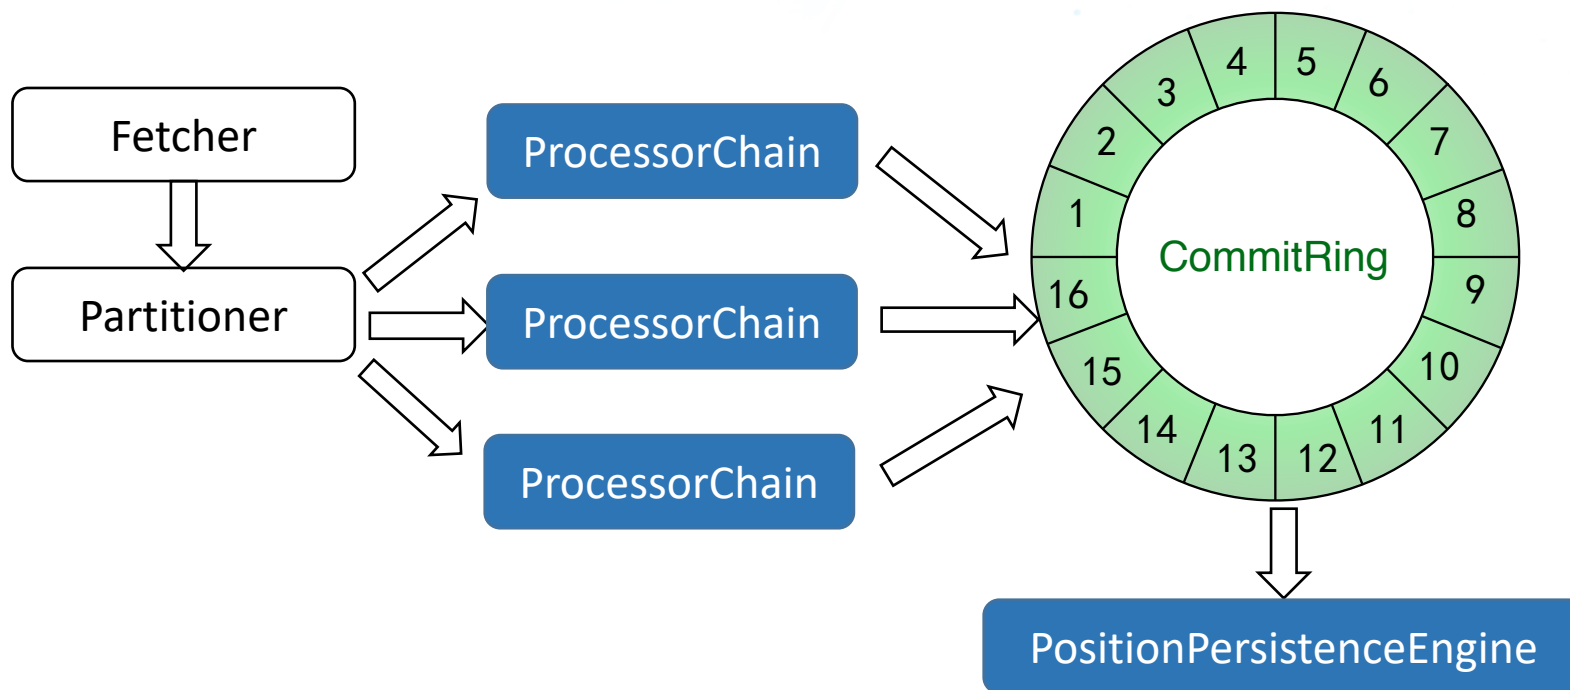 Fetcher
Partitioner
ProcessorChain
ProcessorChain
ProcessorChain
1
2
3
4
5
6
7
8
9
10
11
12
13
14
15
16
CommitRing
PositionPersistenceEngine